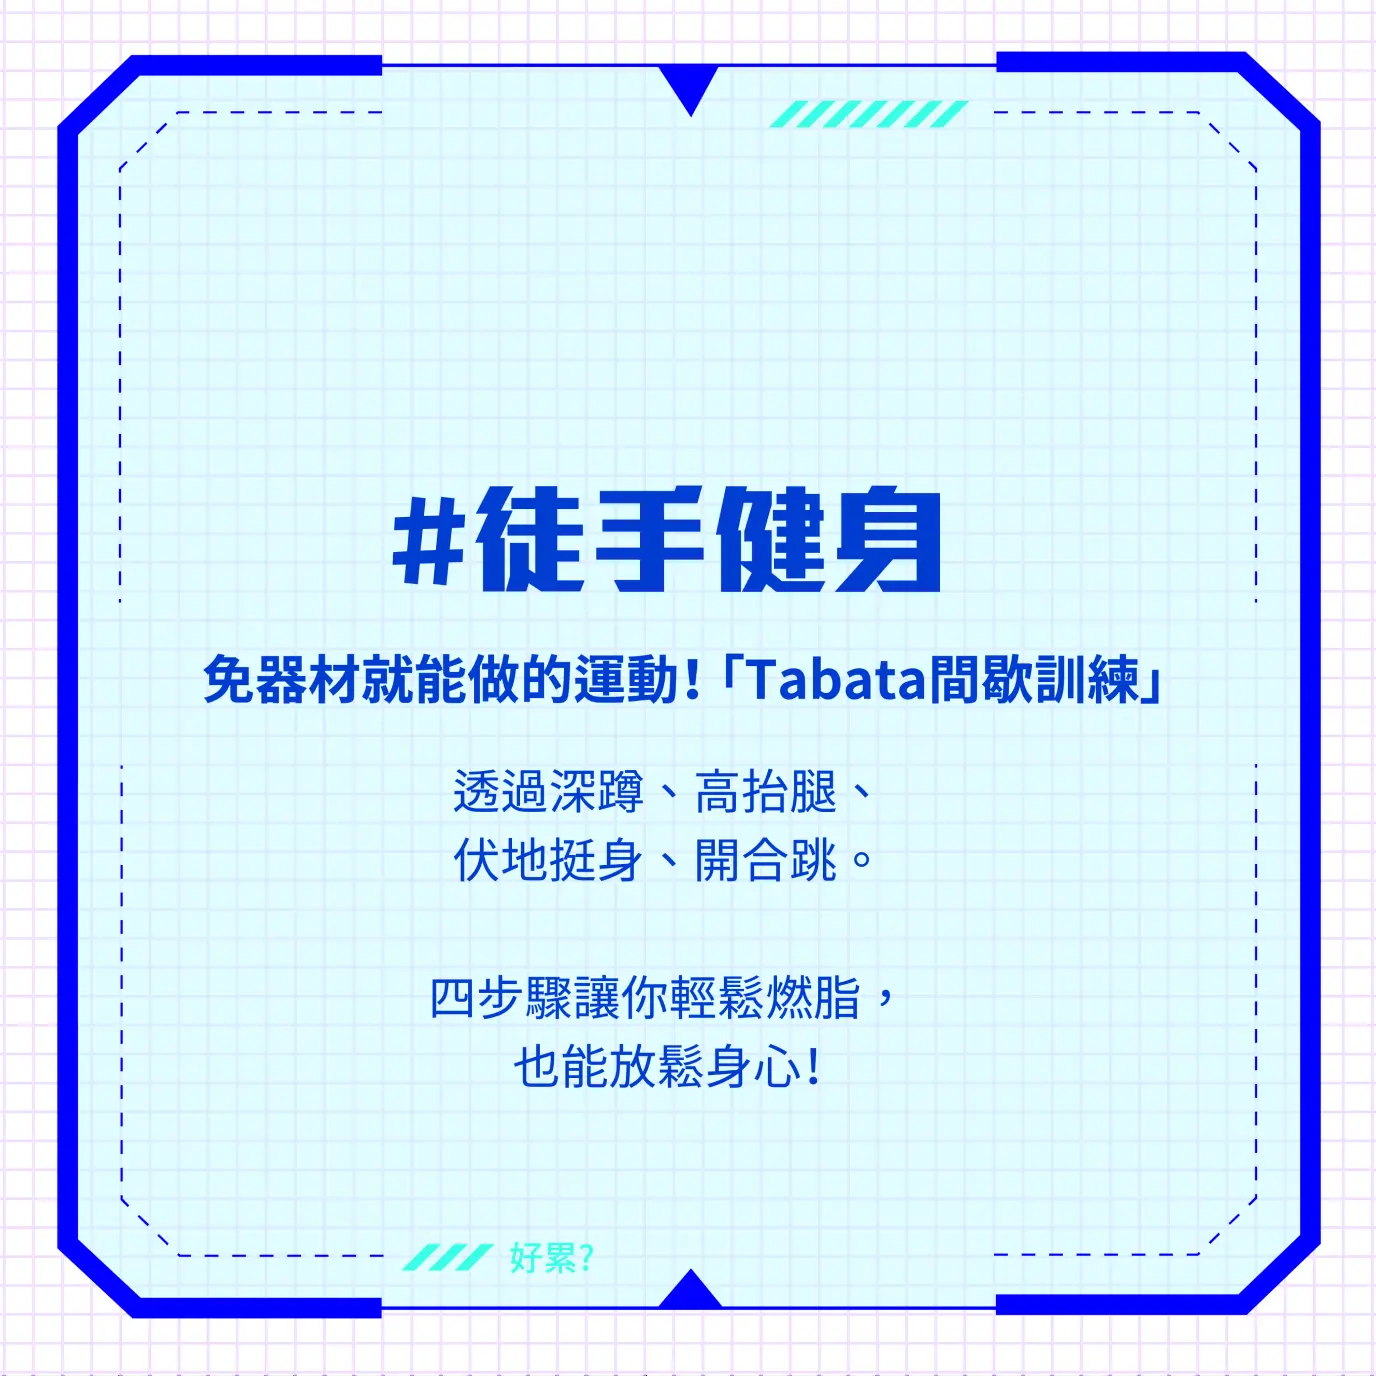 #徒手健身
免器材就能做的運動！「Tabata間歇訓練」
透過深蹲、高抬腿、
伏地挺身、開合跳。
四步驟讓你輕鬆燃脂，
也能放鬆身心！
好累?